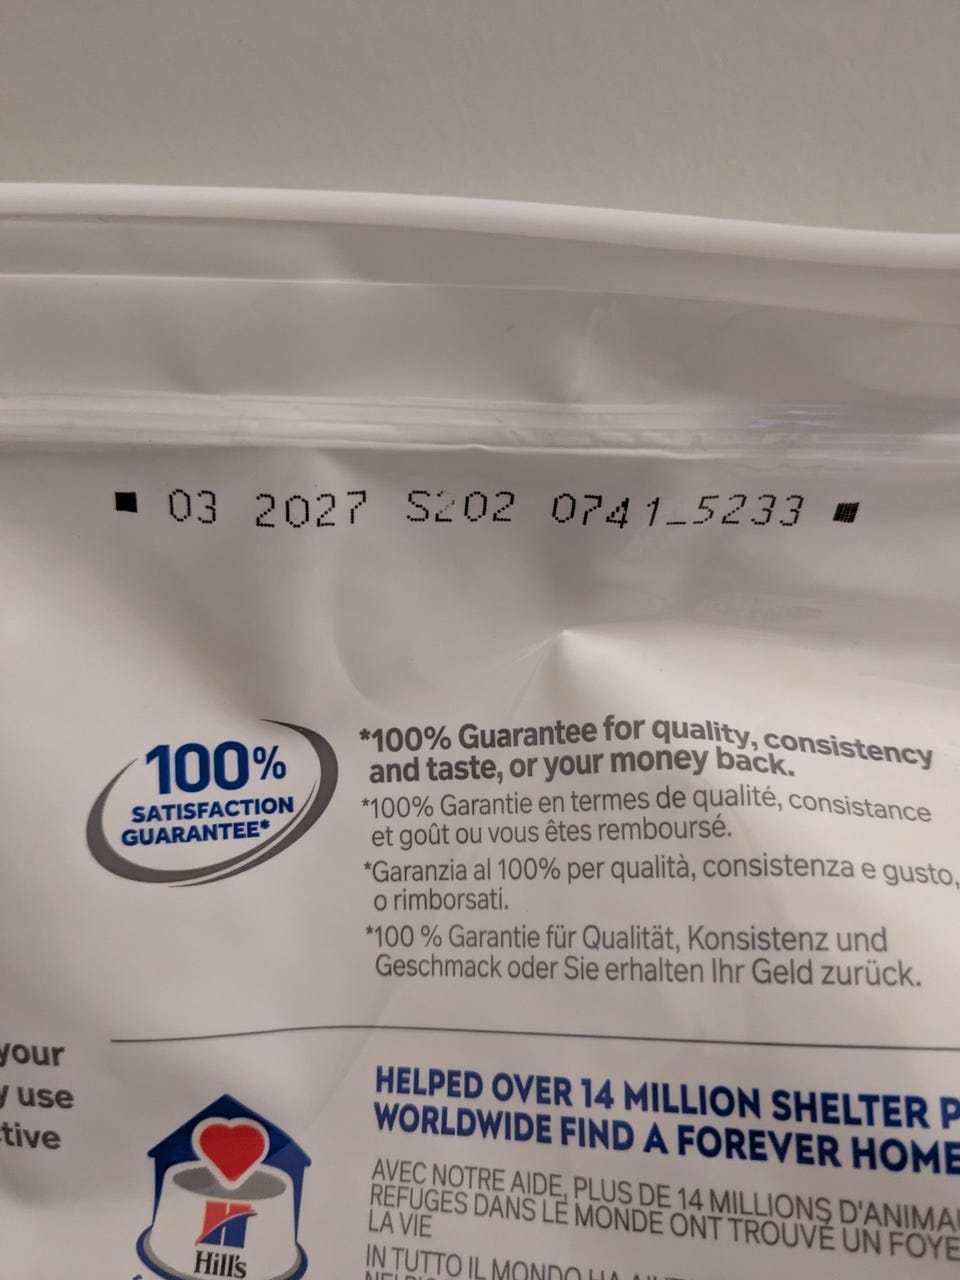 03 2027 S202 0741_5233
100%
SATISFACTION
GUARANTEE*
*100% Guarantee for quality, consistency
and taste, or your money back.
*100% Garantie en termes de qualité, consistance
et goût ou vous êtes remboursé.
*Garanzia al 100% per qualità, consistenza e gusto,
o rimborsati.
*100 % Garantie für Qualität, Konsistenz und
Geschmack oder Sie erhalten Ihr Geld zurück.
your
y use
tive
HELPED OVER 14 MILLION SHELTER P
WORLDWIDE FIND A FOREVER HOME
AVEC NOTRE AIDE, PLUS DE 14 MILLIONS D'ANIMA
REFUGES DANS LE MONDE ONT TROUVÉ UN FOYE
LA VIE
IN TUTTO IL MONDO HA
Hill's